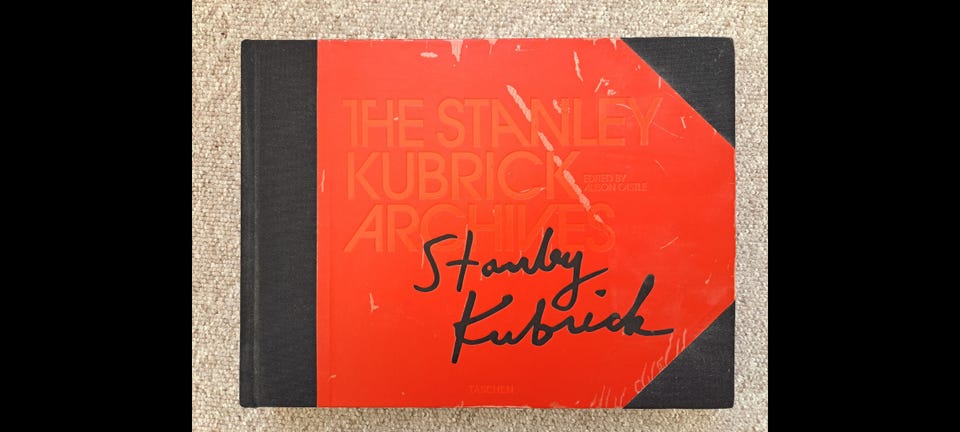 THE STANLEY
KUBRICK
EDITED BY
ALISON CASTLE
ARCHIVES
Stanley
Kubrick
TASCHEN